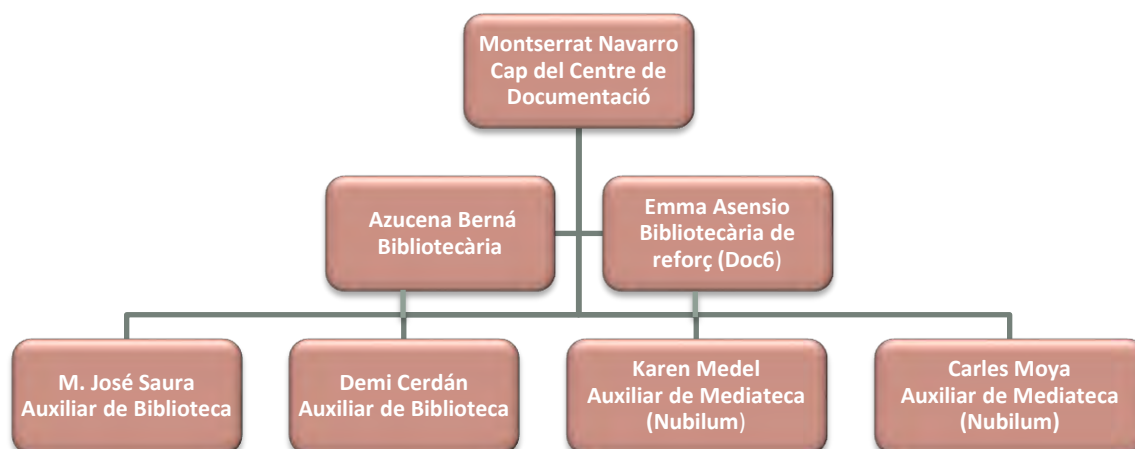 Montserrat Navarro
Cap del Centre de
Documentació
Azucena Berná
Bibliotecària
Emma Asensio
Bibliotecària de
reforç (Doc6)
M. José Saura
Auxiliar de Biblioteca
Demi Cerdán
Auxiliar de Biblioteca
Karen Medel
Auxiliar de Mediateca
(Nubilum)
Carles Moya
Auxiliar de Mediateca
(Nubilum)